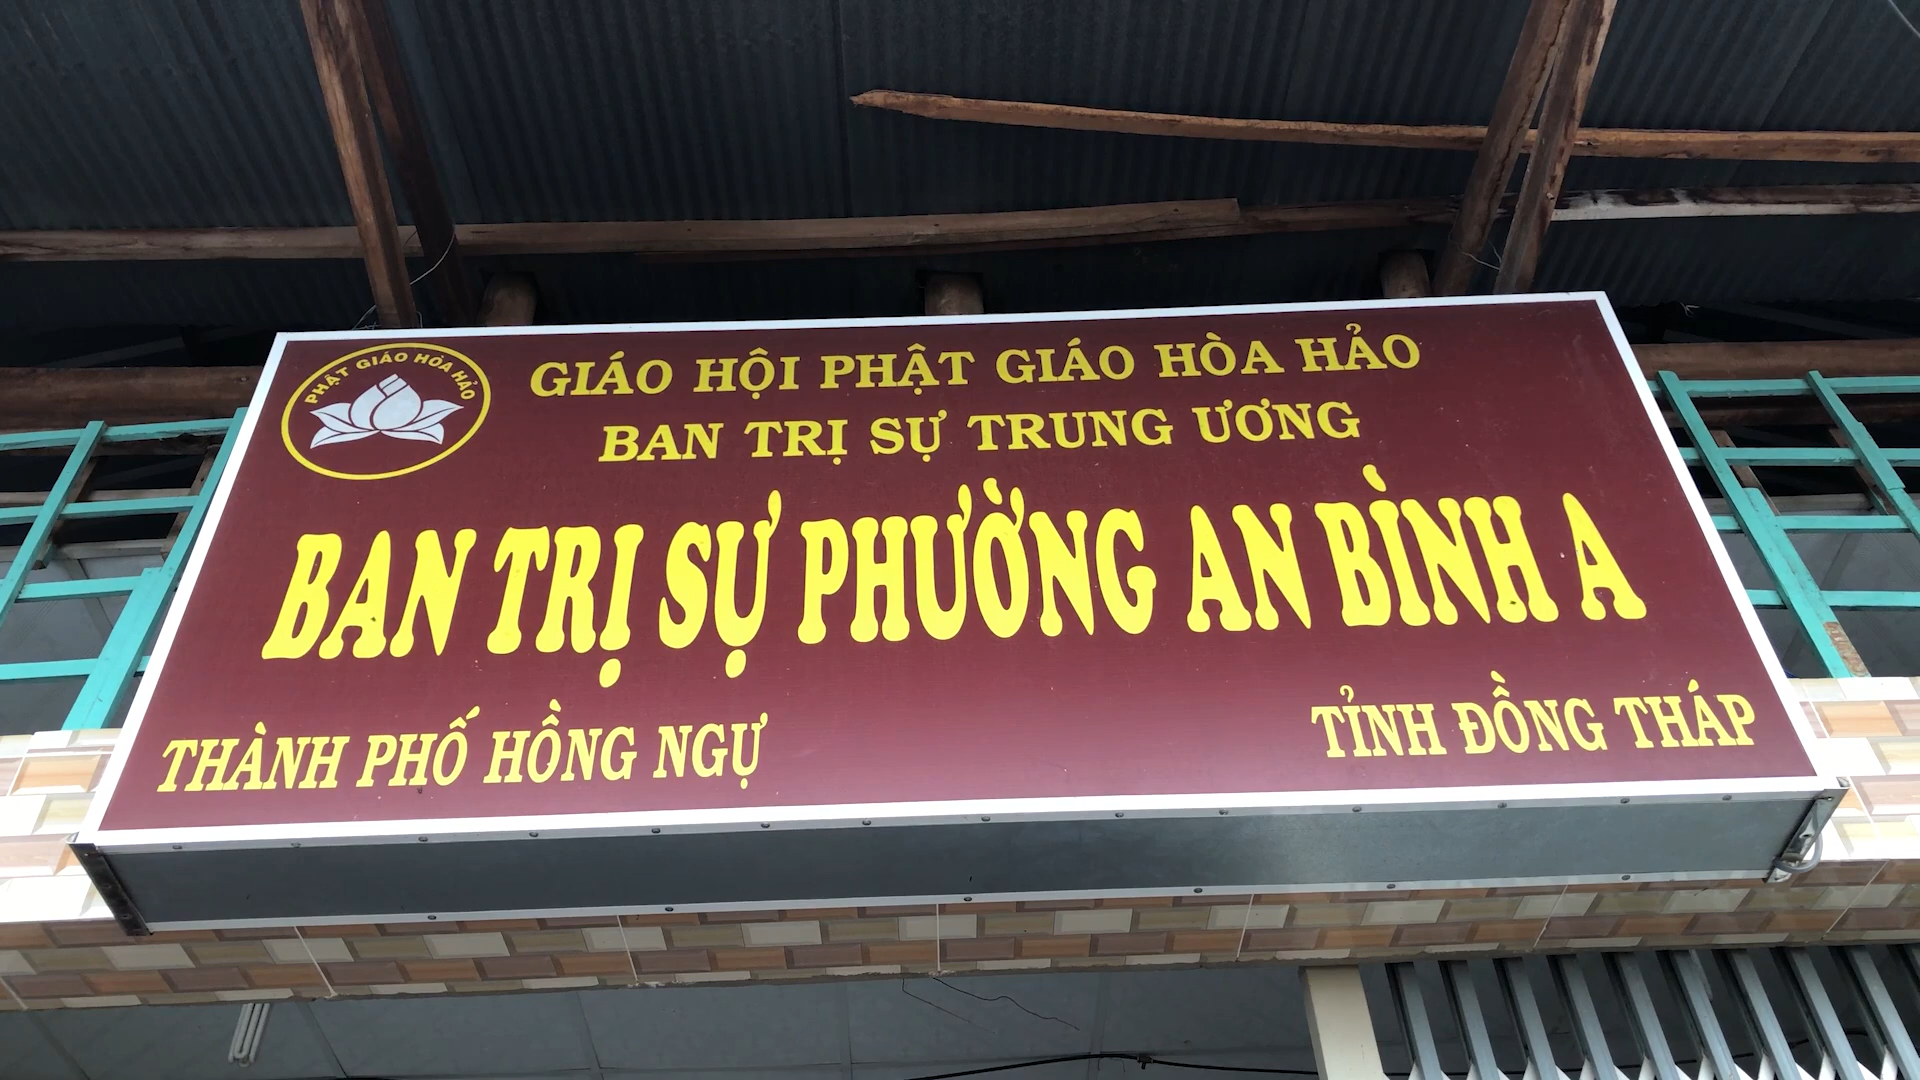 PHẬT GIÁO HÒA HẢO
GIÁO HỘI PHẬT GIÁO HÒA HẢO
BAN TRỊ SỰ TRUNG ƯƠNG
BAN TRỊ SỰ PHƯỜNG AN BÌNH A
THÀNH PHỐ HỒNG NGỰ
TỈNH ĐỒNG THÁP